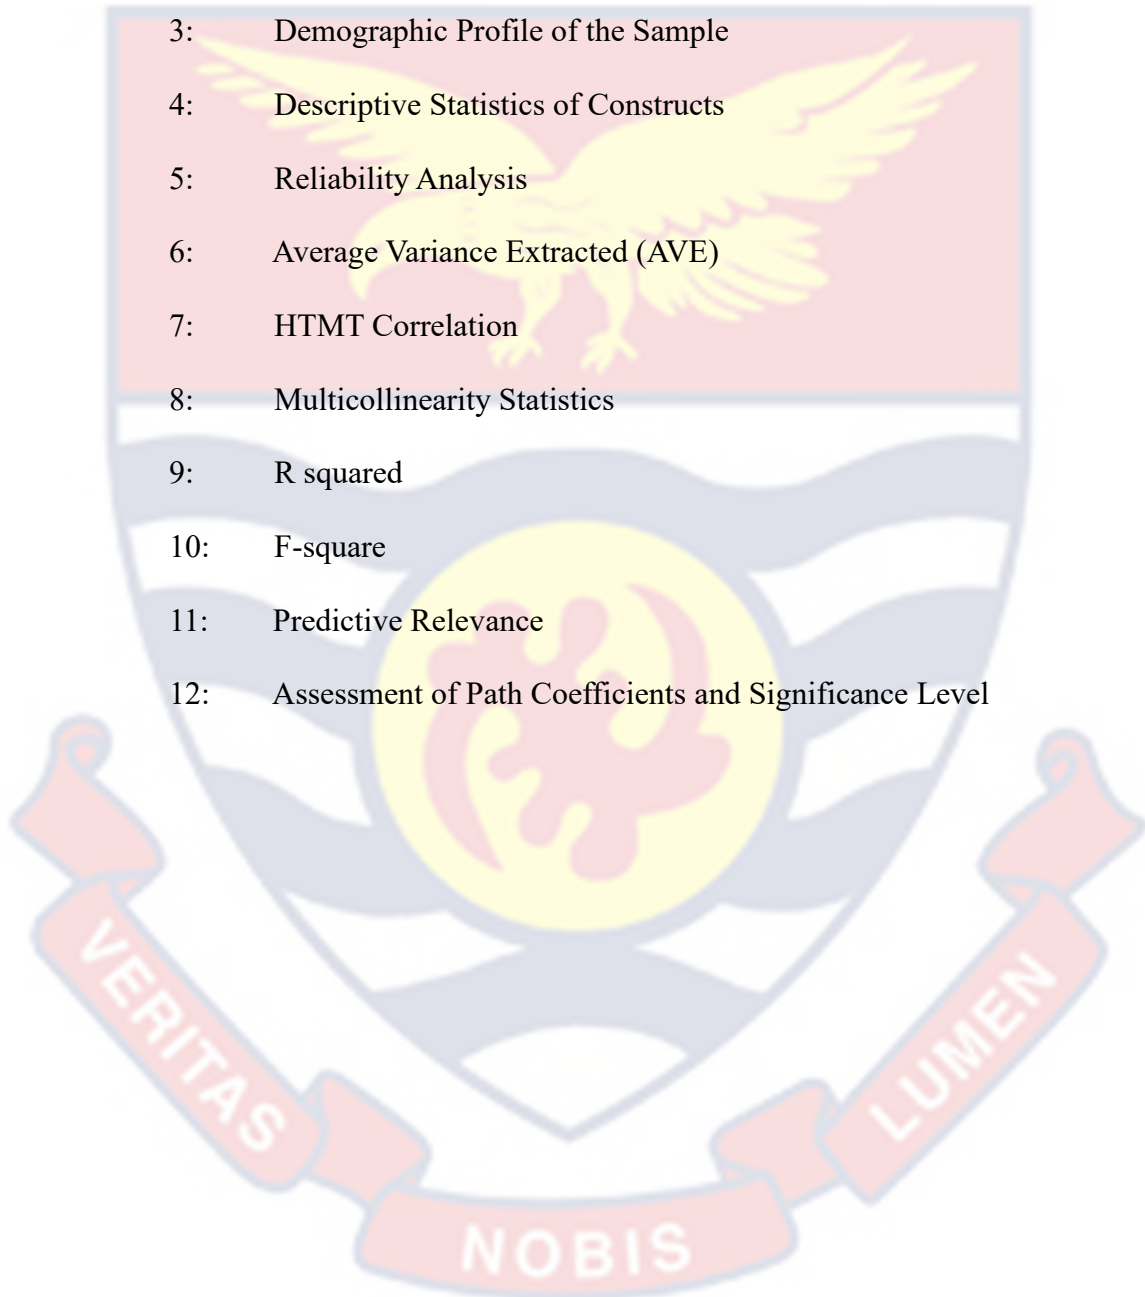 3: Demographic Profile of the Sample
4: Descriptive Statistics of Constructs
5: Reliability Analysis
6: Average Variance Extracted (AVE)
7: HTMT Correlation
8: Multicollinearity Statistics
9: R squared
10: F-square
11: Predictive Relevance
12: Assessment of Path Coefficients and Significance Level
VERITAS
NOBIS
LUMEN